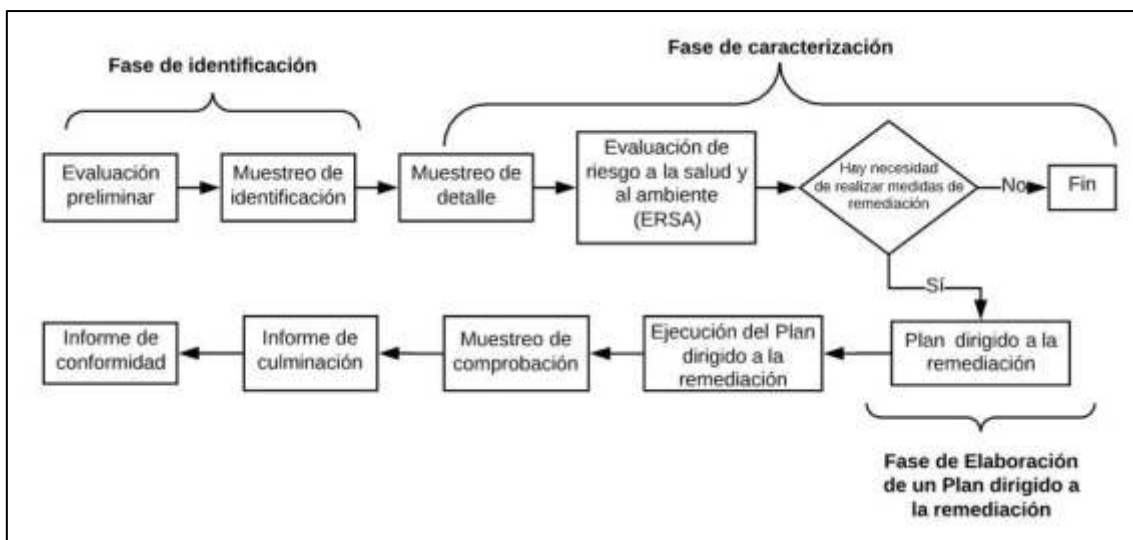 Fase de identificación
Fase de caracterización
Evaluación
preliminar
Muestreo de
identificación
Muestreo de
detalle
Evaluación de
riesgo a la salud y
al ambiente
(ERSA)
Hay necesidad
de realizar medidas de
remediación
No
Fin
Sí
Informe de
conformidad
Informe de
culminación
Muestreo de
comprobación
Ejecución del Plan
dirigido a la
remediación
Plan dirigido a la
remediación
Fase de Elaboración
de un Plan dirigido a
la remediación